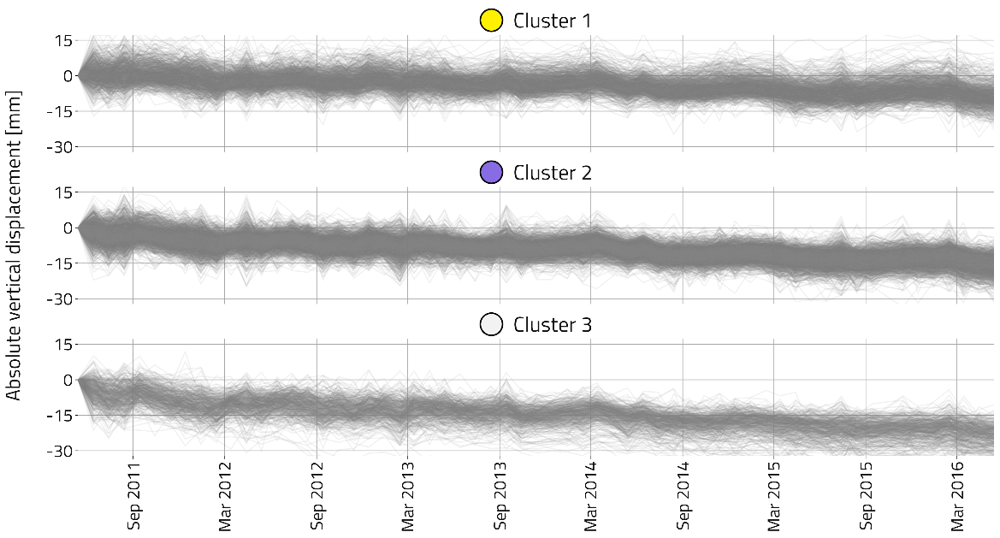 Absolute vertical displacement [mm]
Cluster 1
15
0
-15
-30
Cluster 2
15
0
-15
-30
Cluster 3
15
0
-15
-30
Sep 2011
Mar 2012
Sep 2012
Mar 2013
Sep 2013
Mar 2014
Sep 2014
Mar 2015
Sep 2015
Mar 2016